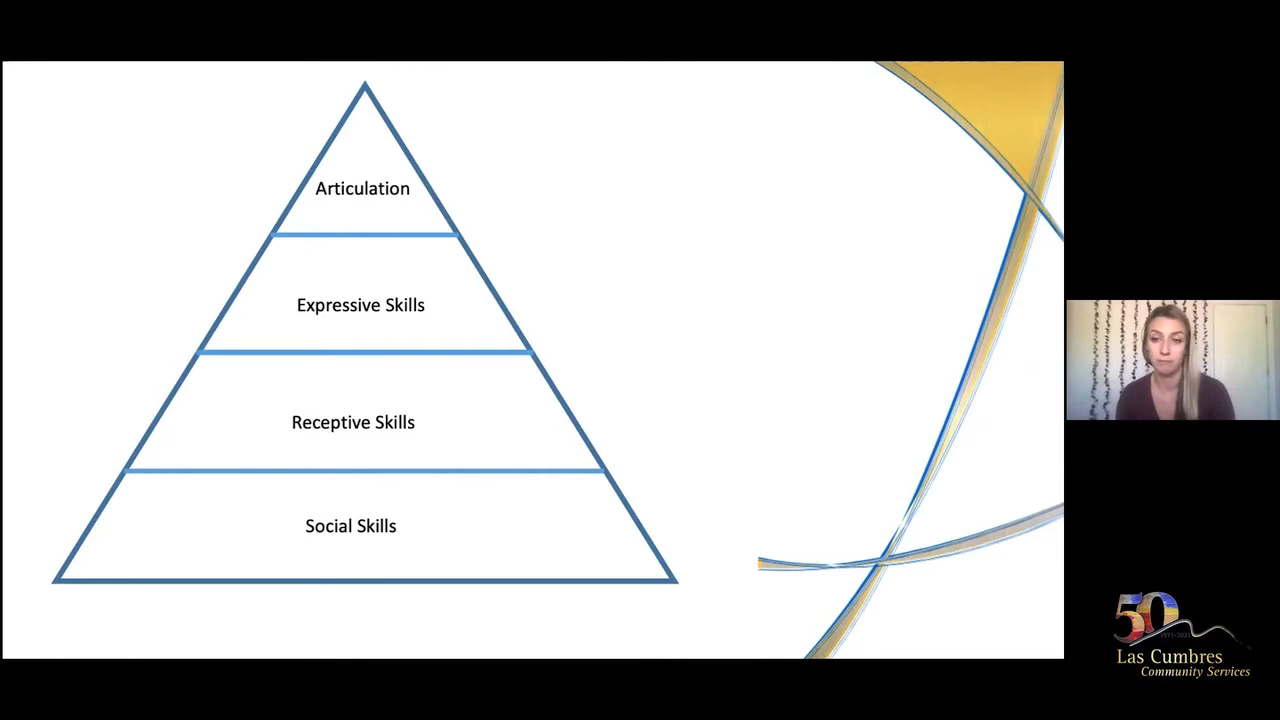 Articulation
Expressive Skills
Receptive Skills
Social Skills
50
1971-2021
Las Cumbres
Community Services